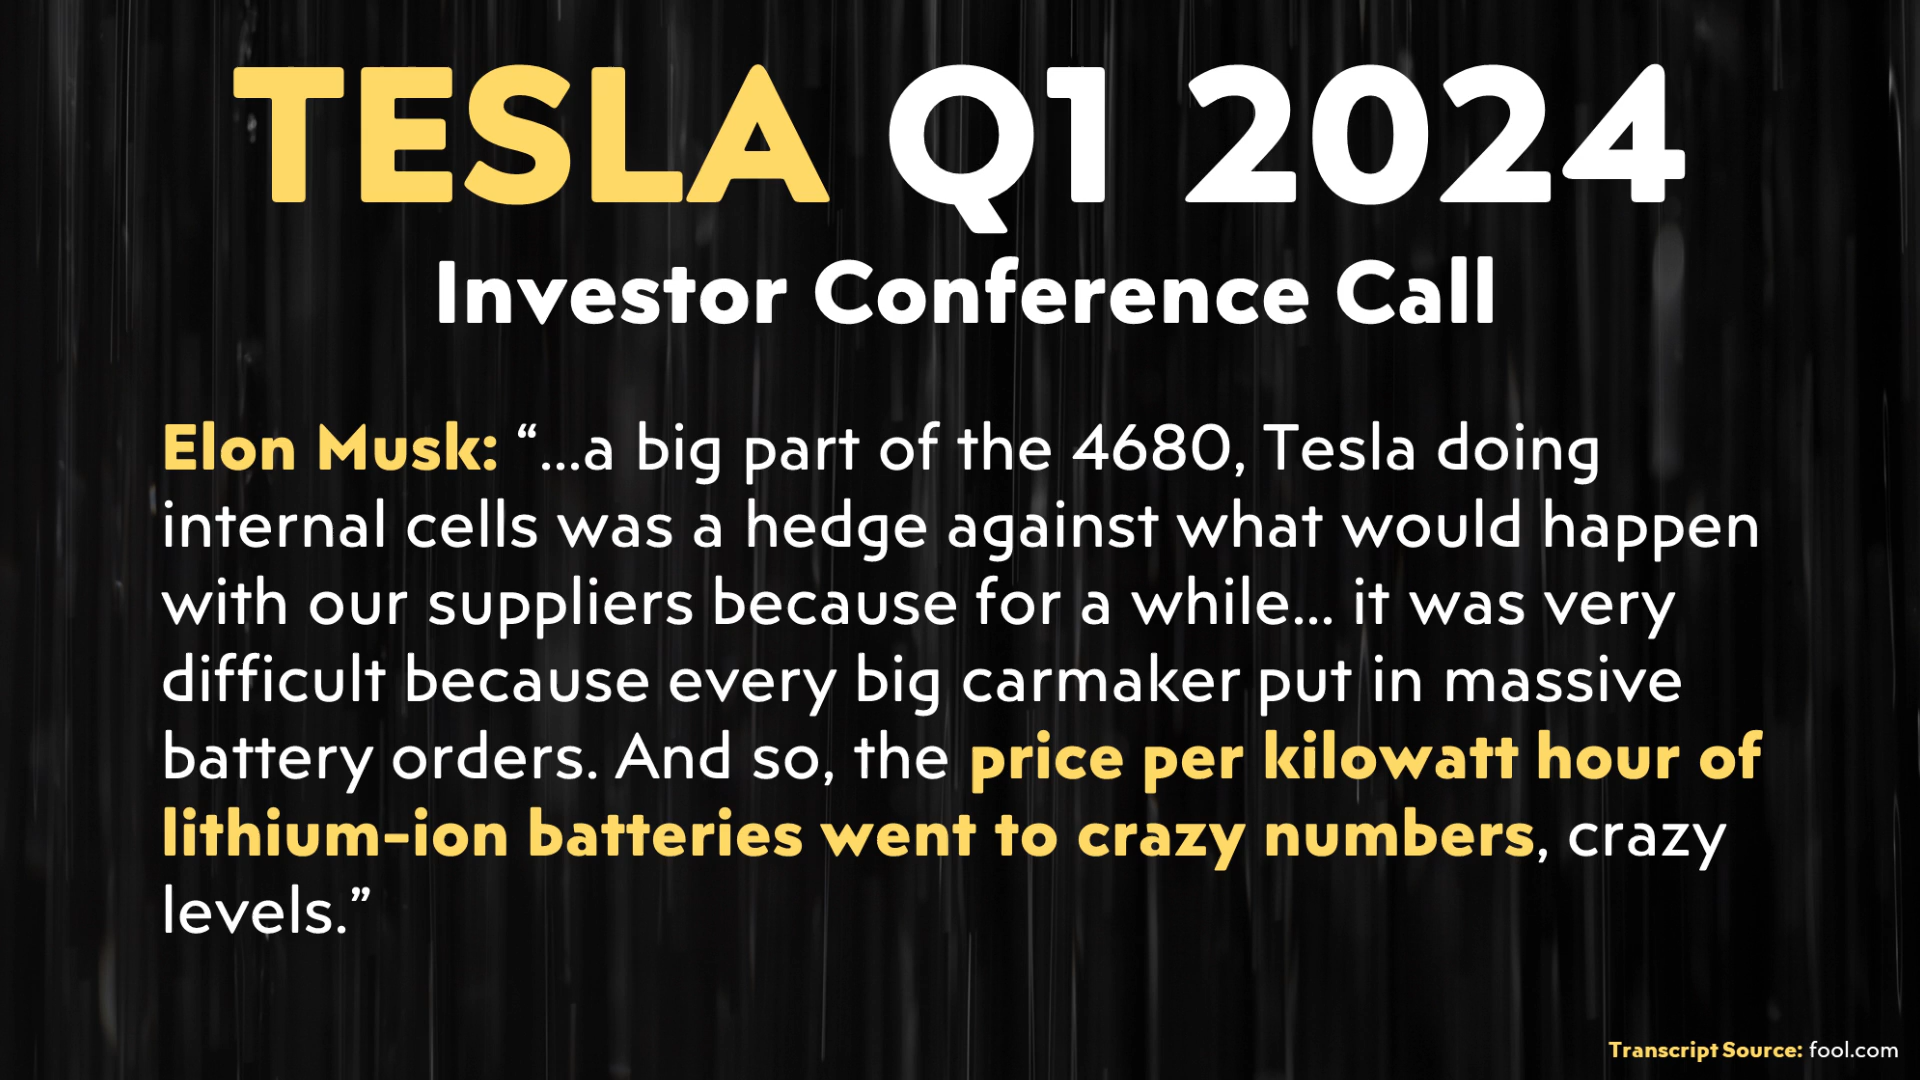 TESLA Q1 2024
Investor Conference Call
Elon Musk: “...a big part of the 4680, Tesla doing
internal cells was a hedge against what would happen
with our suppliers because for a while... it was very
difficult because every big carmaker put in massive
battery orders. And so, the price per kilowatt hour of
lithium-ion batteries went to crazy numbers, crazy
levels.”
Transcript Source: fool.com